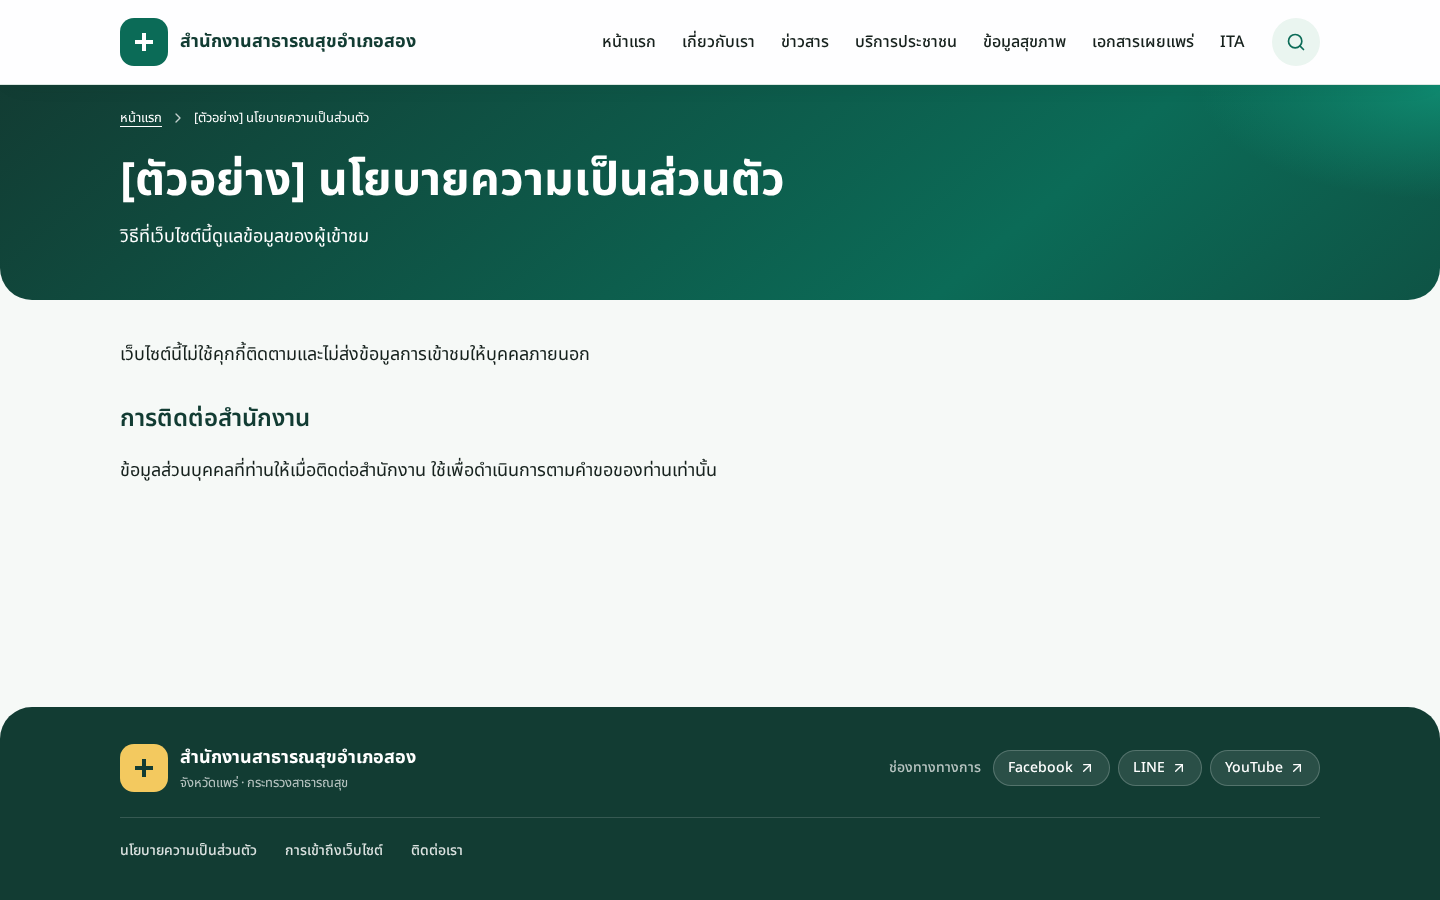 สำนักงานสาธารณสุขอำเภอสอง
หน้าแรก เกี่ยวกับเรา ข่าวสาร บริการประชาชน ข้อมูลสุขภาพ เอกสารเผยแพร่ ITA
หน้าแรก [ตัวอย่าง] นโยบายความเป็นส่วนตัว
[ตัวอย่าง] นโยบายความเป็นส่วนตัว
วิธีที่เว็บไซต์นี้ดูแลข้อมูลของผู้เข้าชม
เว็บไซต์นี้ไม่ใช้คุกกี้ติดตามและไม่ส่งข้อมูลการเข้าชมให้บุคคลภายนอก
การติดต่อสำนักงาน
ข้อมูลส่วนบุคคลที่ท่านให้เมื่อติดต่อสำนักงาน ใช้เพื่อดำเนินการตามคำขอของท่านเท่านั้น
สำนักงานสาธารณสุขอำเภอสอง
จังหวัดแพร่ · กระทรวงสาธารณสุข
ช่องทางทางการ Facebook LINE YouTube
นโยบายความเป็นส่วนตัว การเข้าถึงเว็บไซต์ ติดต่อเรา